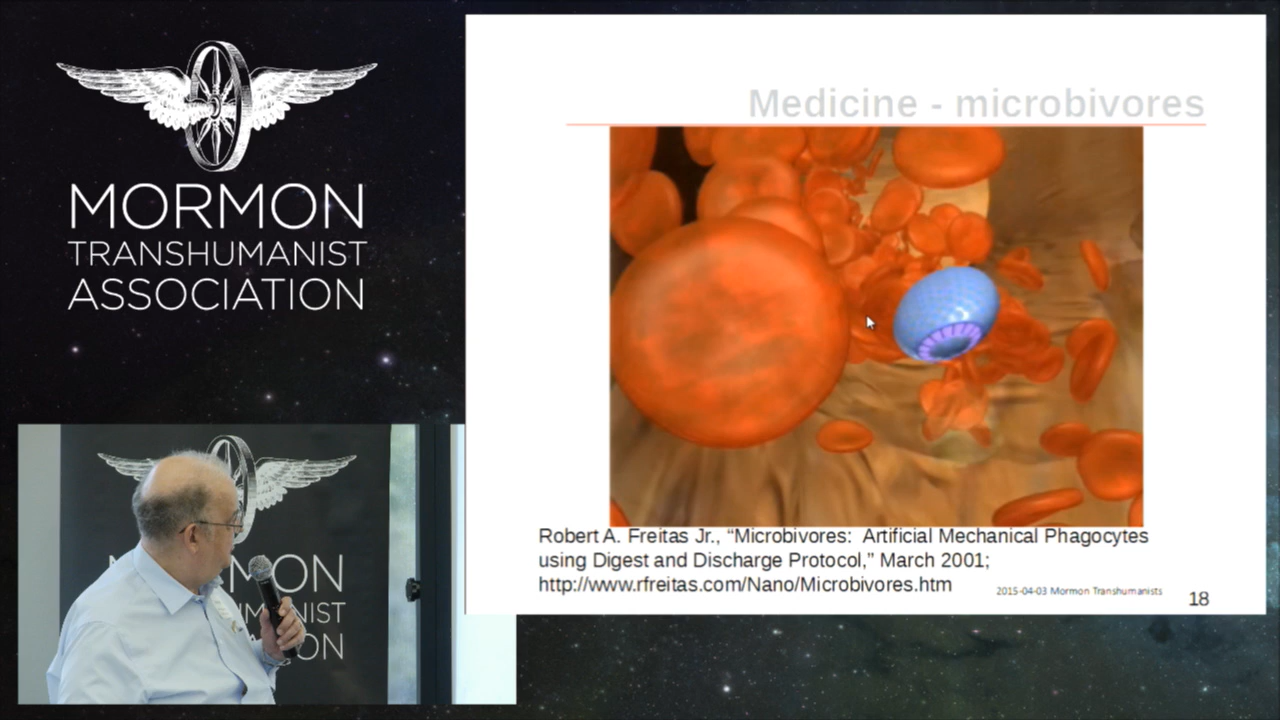 MORMON
TRANSHUMANIST
ASSOCIATION
Medicine - microbivores
Robert A. Freitas Jr., “Microbivores: Artificial Mechanical Phagocytes
using Digest and Discharge Protocol,” March 2001;
http://www.rfreitas.com/Nano/Microbivores.htm
2015-04-03 Mormon Transhumanists
18